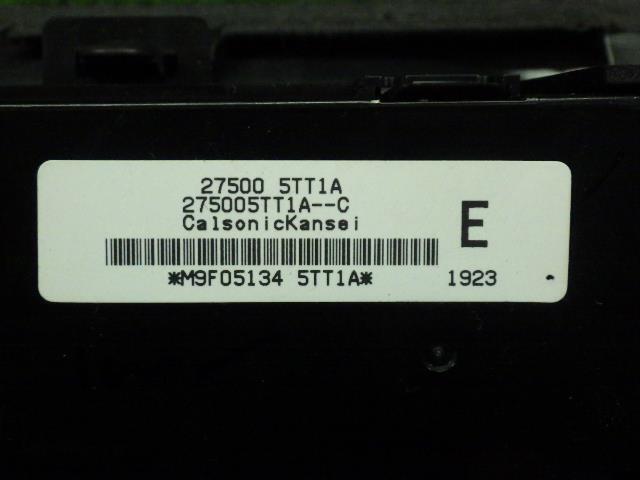 27500 5TT1A
275005TT1A--C
CalsonicKansei
E
*M9F05134 5TT1A*
1923